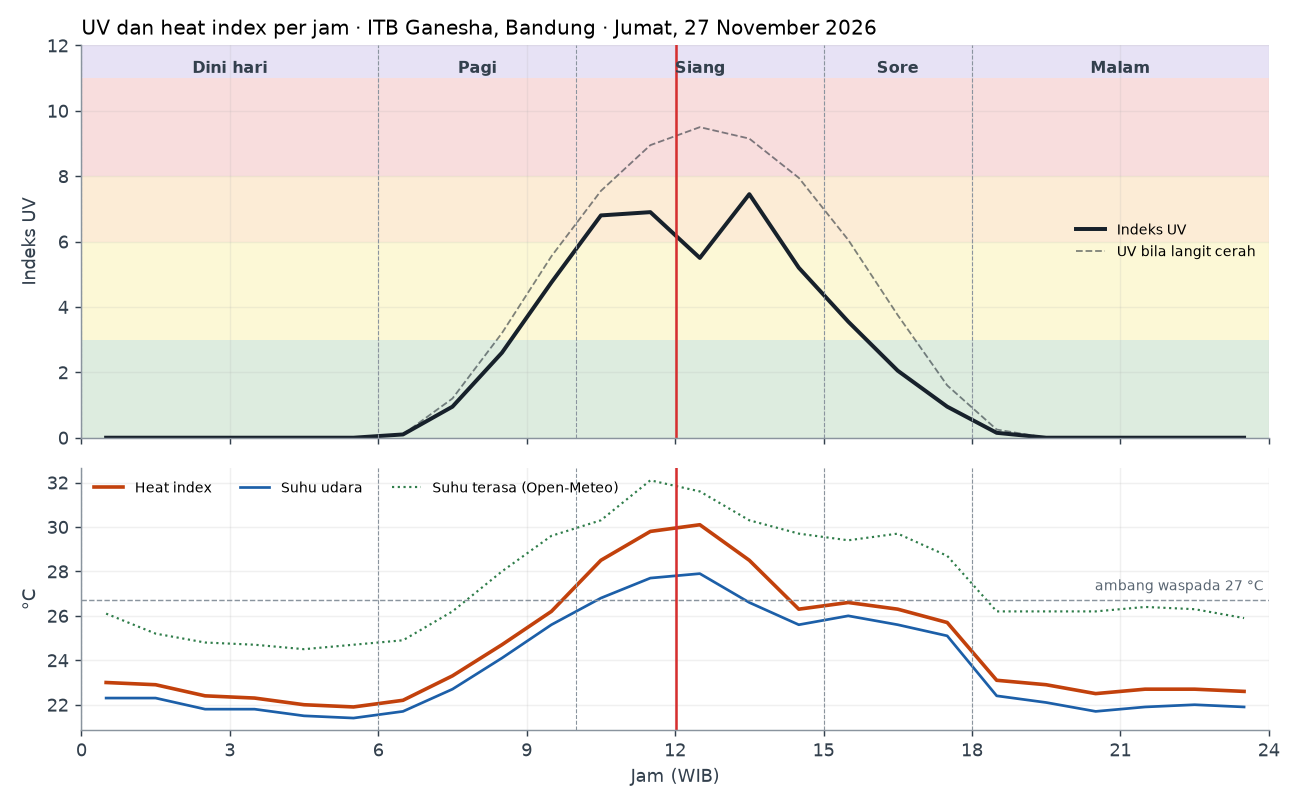 UV dan heat index per jam · ITB Ganesha, Bandung · Jumat, 27 November 2026
12
10
8
6
4
2
0
Indeks UV
Dini hari
Pagi
Siang
Sore
Malam
Indeks UV
UV bila langit cerah
32
30
28
26
24
22
°C
Heat index
Suhu udara
Suhu terasa (Open-Meteo)
ambang waspada 27 °C
0 3 6 9 12 15 18 21 24
Jam (WIB)